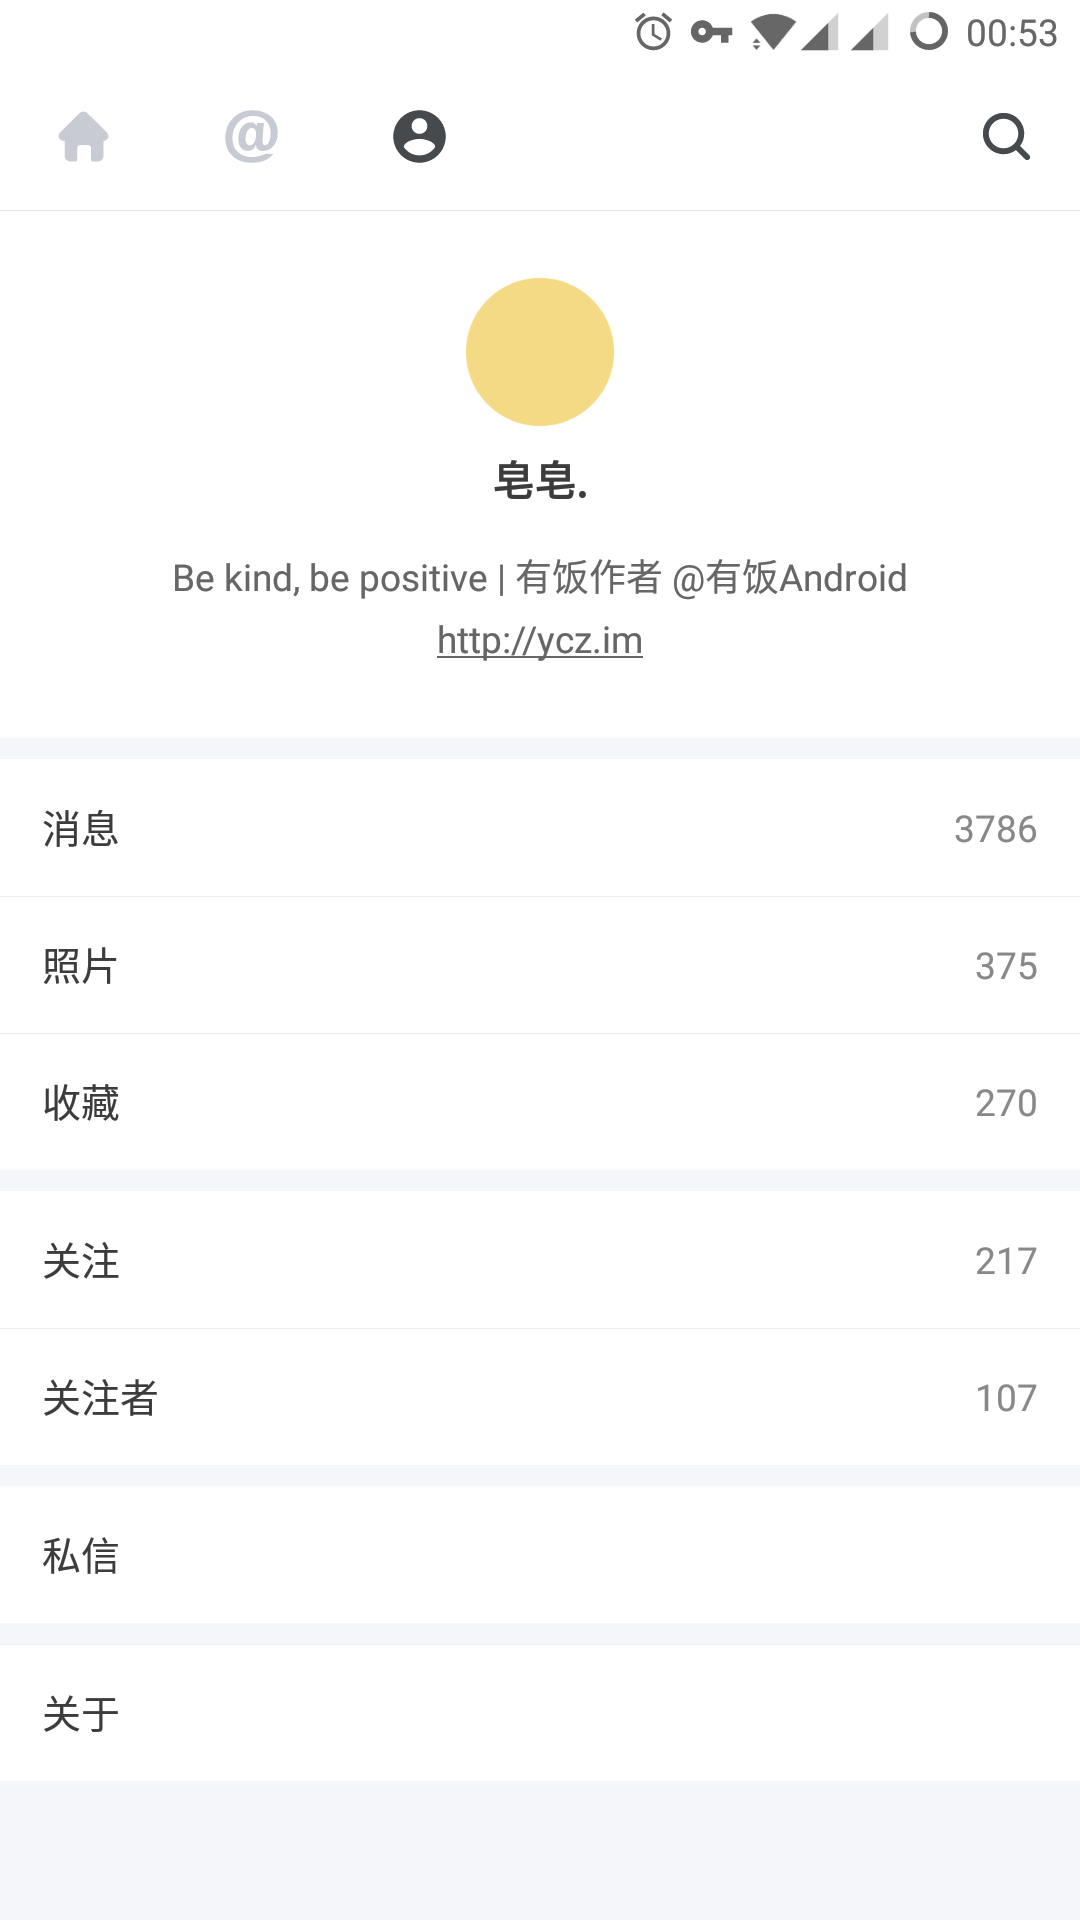 00:53
@
皂皂.
Be kind, be positive | 有饭作者 @有饭Android
http://ycz.im
消息 3786
照片 375
收藏 270
关注 217
关注者 107
私信
关于